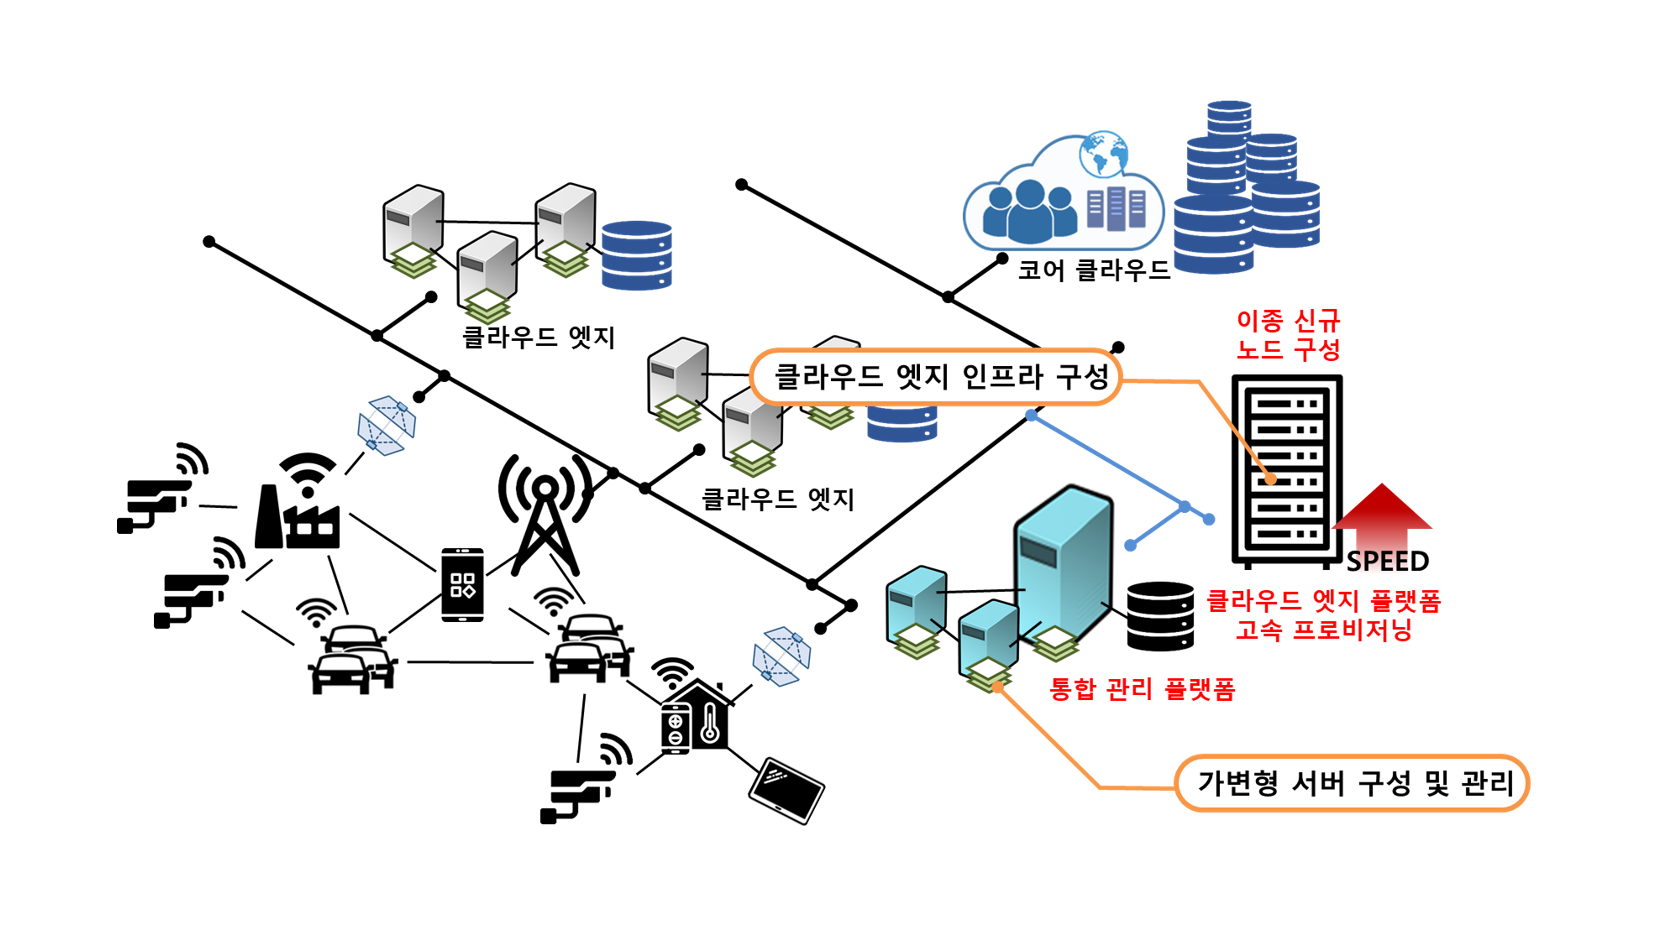 코어 클라우드
이종 신규
노드 구성
클라우드 엣지
클라우드 엣지 인프라 구성
클라우드 엣지
SPEED
클라우드 엣지 플랫폼
고속 프로비저닝
통합 관리 플랫폼
가변형 서버 구성 및 관리